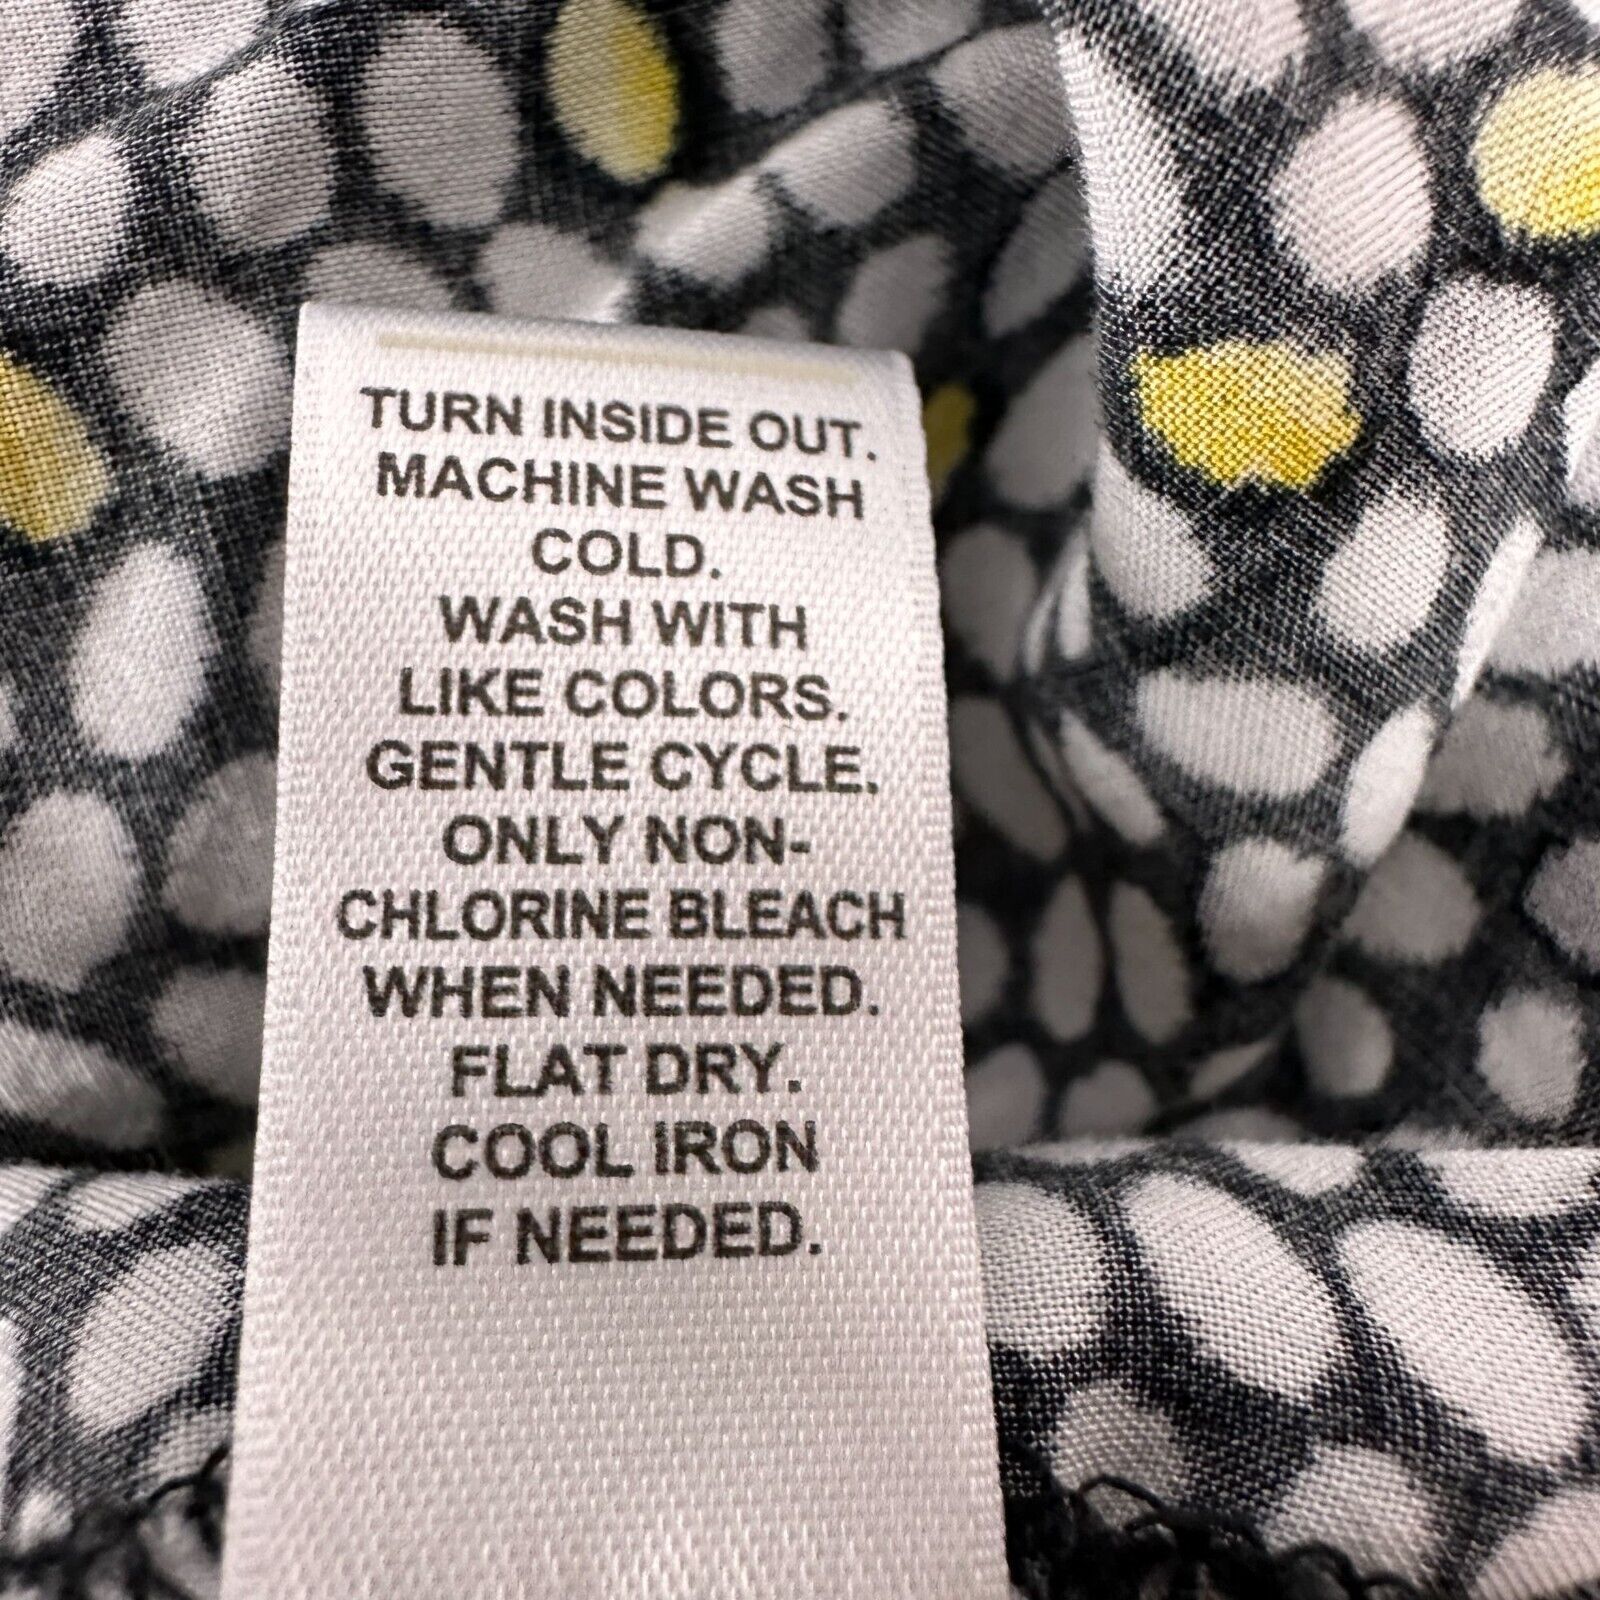 TURN INSIDE OUT.
MACHINE WASH
COLD.
WASH WITH
LIKE COLORS.
GENTLE CYCLE.
ONLY NON-
CHLORINE BLEACH
WHEN NEEDED.
FLAT DRY.
COOL IRON
IF NEEDED.